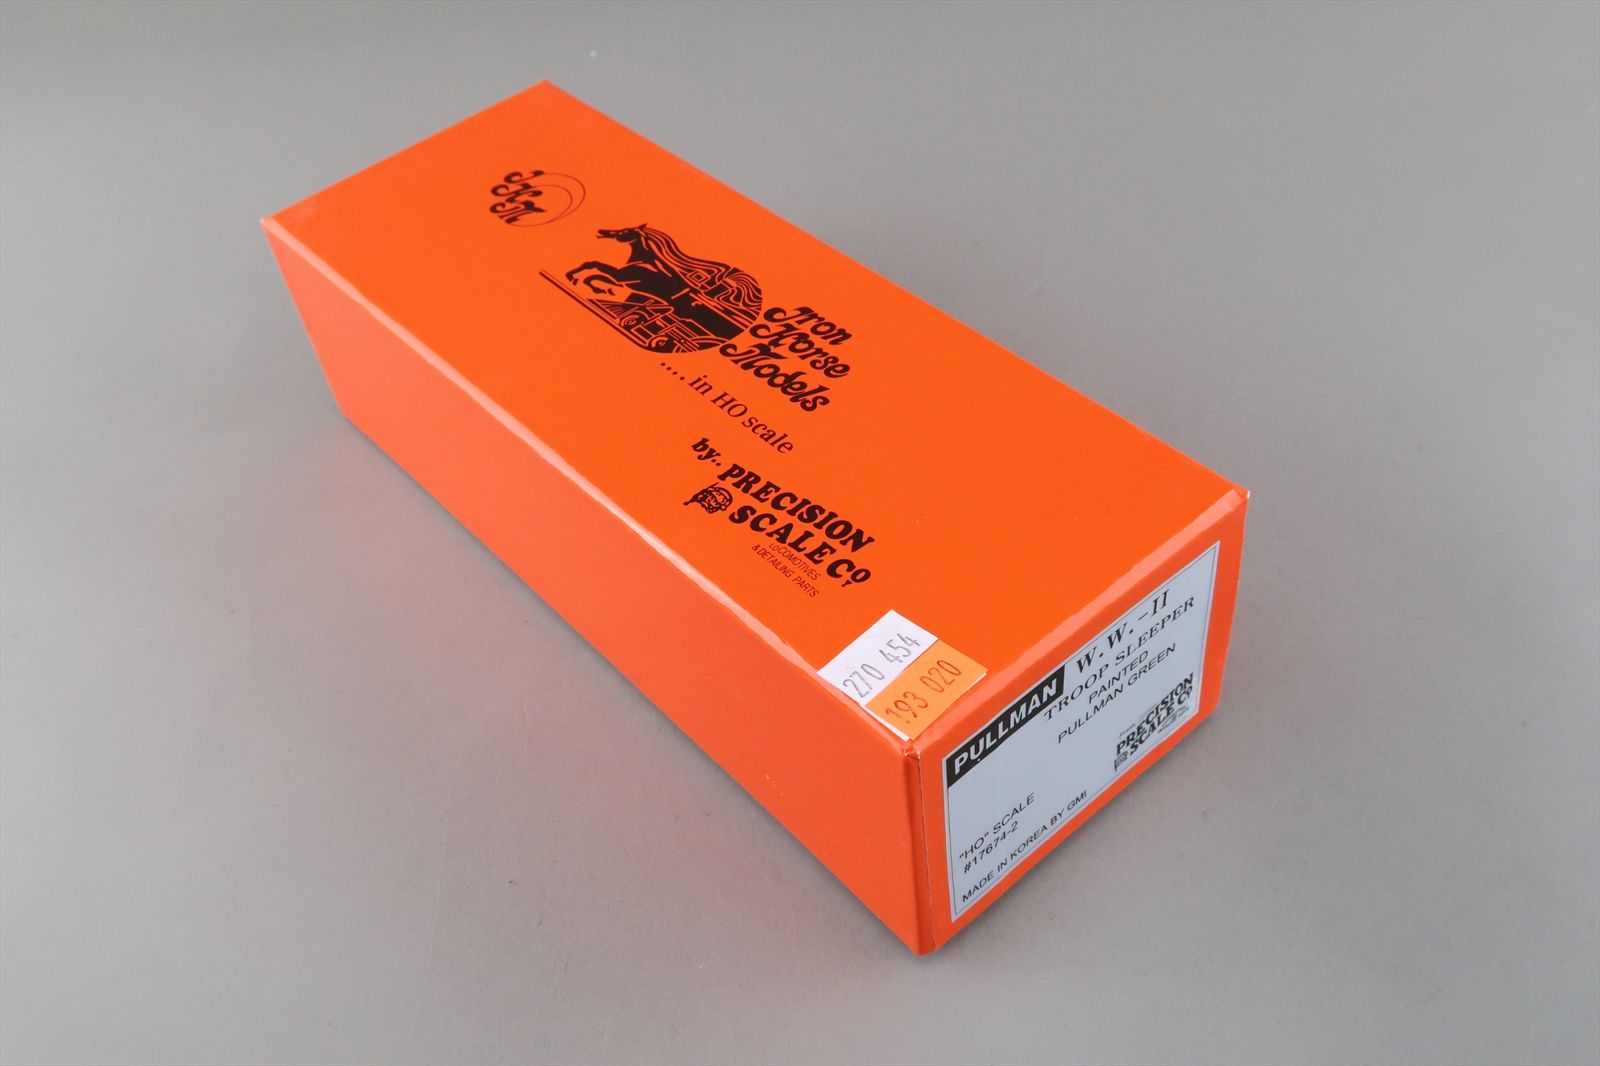 IHM
Iron
Horse
Models
.... in HO scale
by.. PRECISION
SCALE Co
LOCOMOTIVES
& DETAILING PARTS
270 454
193 020
PULLMAN W.W.-II
TROOP SLEEPER
PAINTED
PULLMAN GREEN
PRECISION
SCALE Co
"HO" SCALE
#17674-2
MADE IN KOREA BY GMI